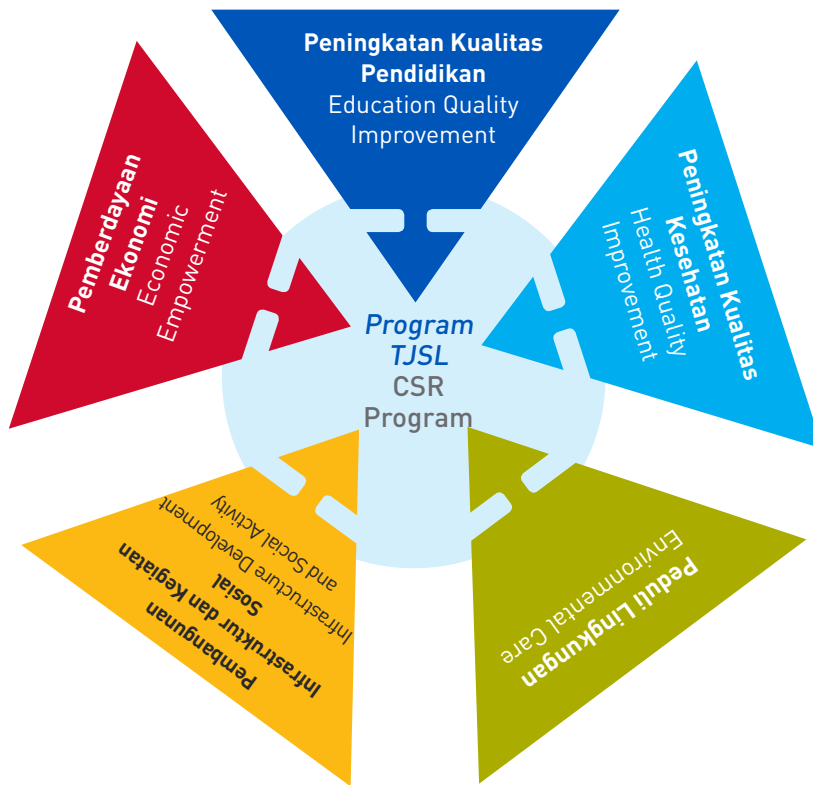 Peningkatan Kualitas
Pendidikan
Education Quality
Improvement
Peningkatan Kualitas
Kesehatan
Health Quality
Improvement
Peduli Lingkungan
Environmental Care
Pembangunan
Infrastruktur dan Kegiatan
Sosial
Infrastructure Development
and Social Activity
Pemberdayaan
Ekonomi
Economic
Empowerment
Program
TJSL
CSR
Program